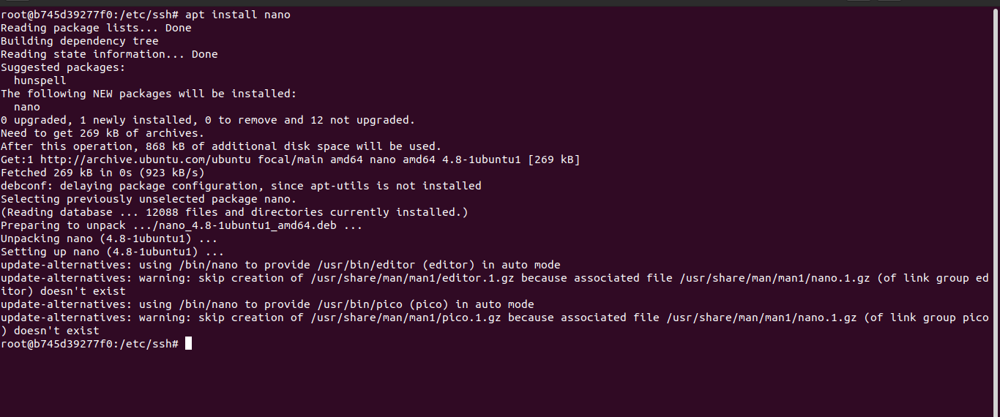 root@b745d39277f0:/etc/ssh# apt install nano
Reading package lists... Done
Building dependency tree
Reading state information... Done
Suggested packages:
  hunspell
The following NEW packages will be installed:
  nano
0 upgraded, 1 newly installed, 0 to remove and 12 not upgraded.
Need to get 269 kB of archives.
After this operation, 868 kB of additional disk space will be used.
Get:1 http://archive.ubuntu.com/ubuntu focal/main amd64 nano amd64 4.8-1ubuntu1 [269 kB]
Fetched 269 kB in 0s (923 kB/s)
debconf: delaying package configuration, since apt-utils is not installed
Selecting previously unselected package nano.
(Reading database ... 12088 files and directories currently installed.)
Preparing to unpack .../nano_4.8-1ubuntu1_amd64.deb ...
Unpacking nano (4.8-1ubuntu1) ...
Setting up nano (4.8-1ubuntu1) ...
update-alternatives: using /bin/nano to provide /usr/bin/editor (editor) in auto mode
update-alternatives: warning: skip creation of /usr/share/man/man1/editor.1.gz because associated file /usr/share/man/man1/nano.1.gz (of link group ed
itor) doesn't exist
update-alternatives: using /bin/nano to provide /usr/bin/pico (pico) in auto mode
update-alternatives: warning: skip creation of /usr/share/man/man1/pico.1.gz because associated file /usr/share/man/man1/nano.1.gz (of link group pico
) doesn't exist
root@b745d39277f0:/etc/ssh#